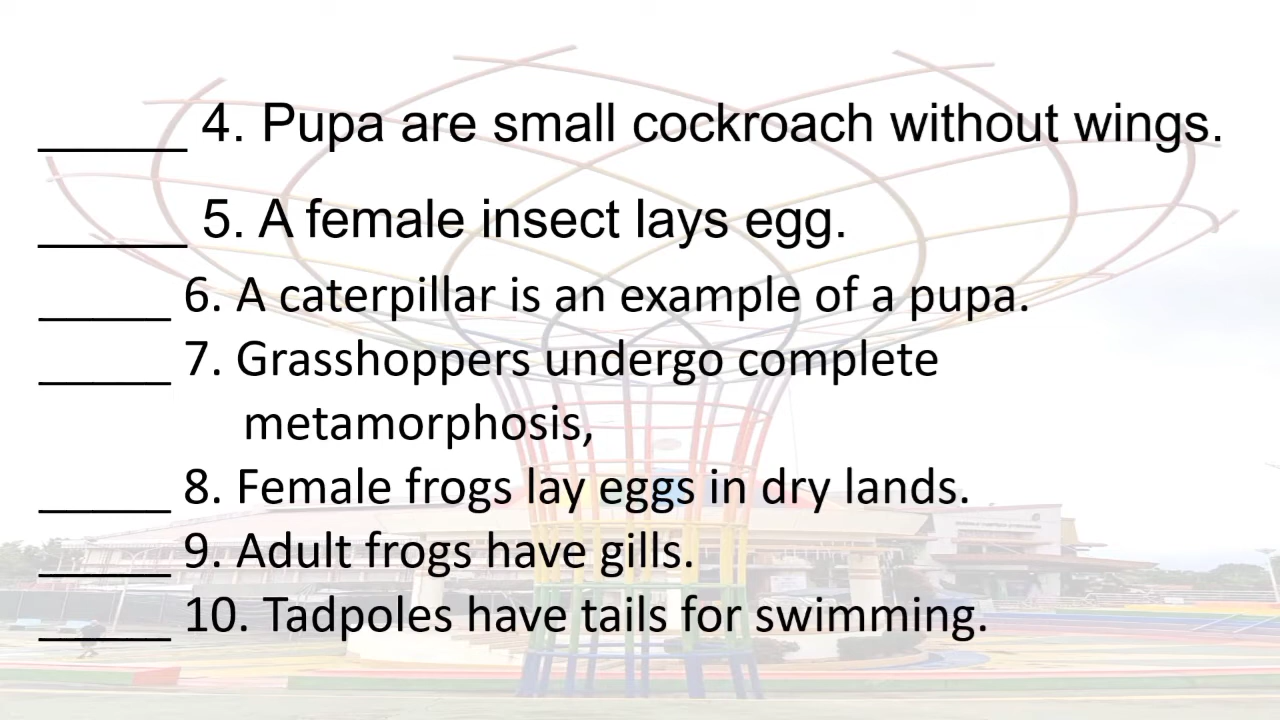 ______ 4. Pupa are small cockroach without wings.
______ 5. A female insect lays egg.
______ 6. A caterpillar is an example of a pupa.
______ 7. Grasshoppers undergo complete
metamorphosis,
______ 8. Female frogs lay eggs in dry lands.
______ 9. Adult frogs have gills.
______ 10. Tadpoles have tails for swimming.